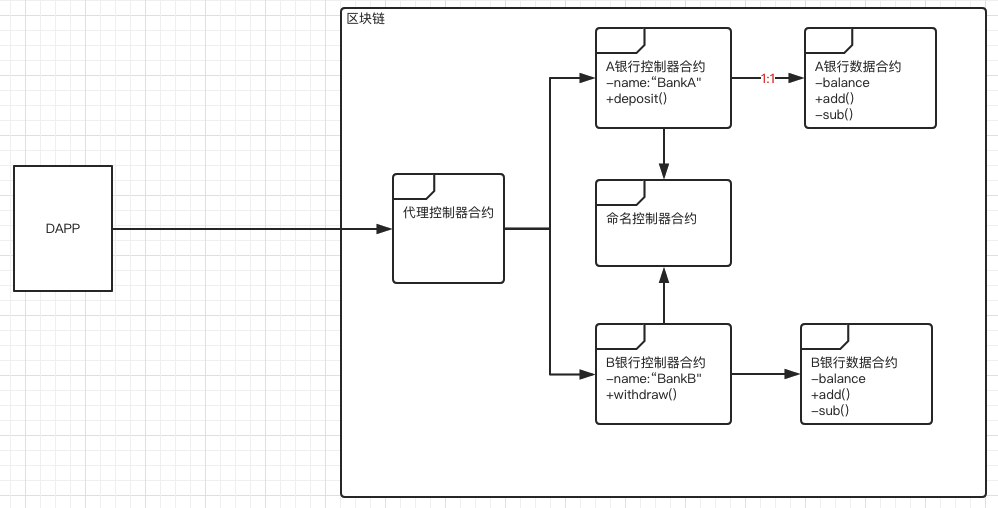 区块链
DAPP
代理控制器合约
A银行控制器合约
-name:“BankA"
+deposit()
1:1
A银行数据合约
-balance
+add()
-sub()
命名控制器合约
B银行控制器合约
-name:“BankB"
+withdraw()
B银行数据合约
-balance
+add()
-sub()